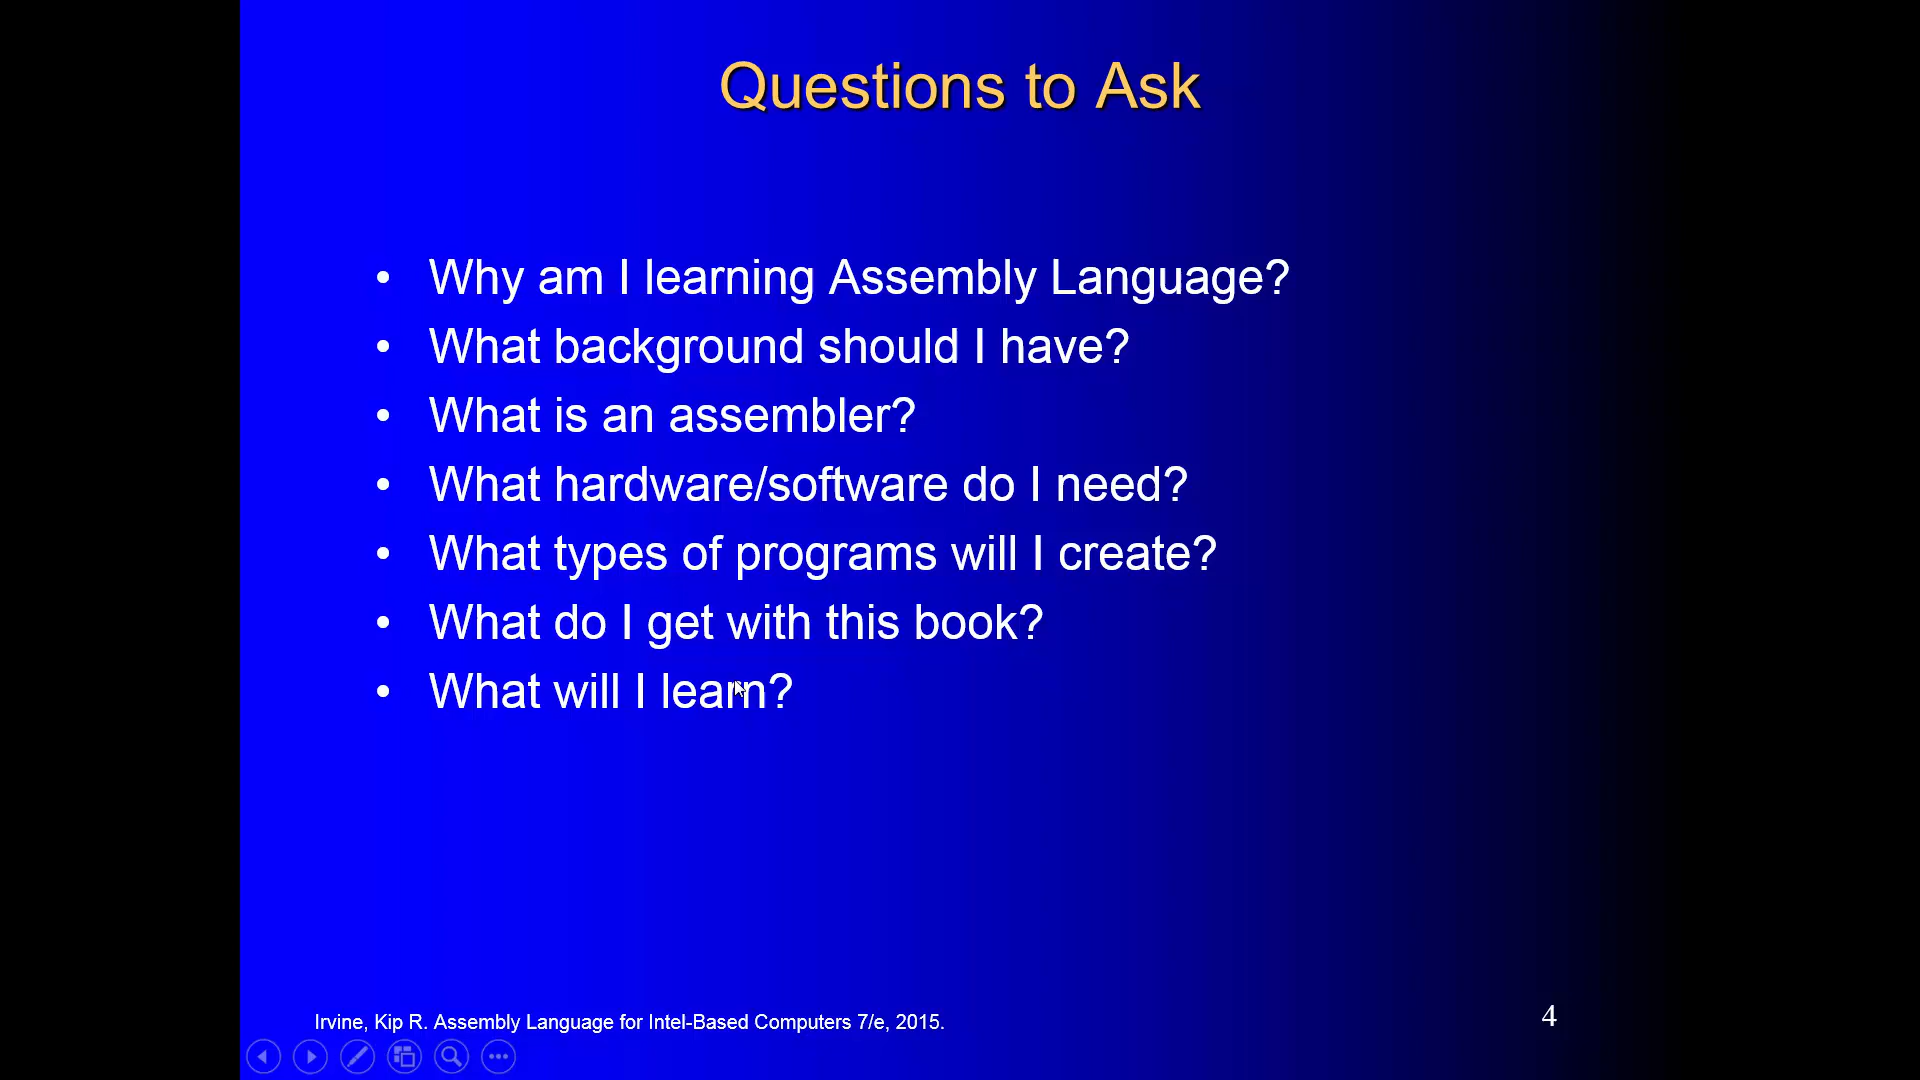 Questions to Ask
• Why am I learning Assembly Language?
• What background should I have?
• What is an assembler?
• What hardware/software do I need?
• What types of programs will I create?
• What do I get with this book?
• What will I learn?
Irvine, Kip R. Assembly Language for Intel-Based Computers 7/e, 2015.
4